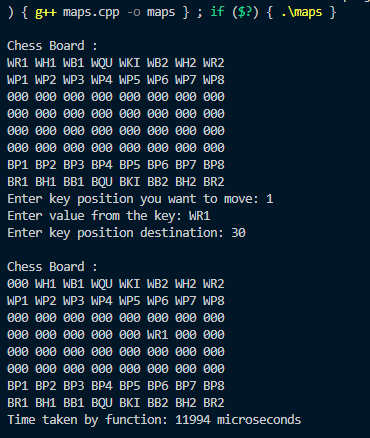 ) { g++ maps.cpp -o maps } ; if ($?) { .\maps }
Chess Board :
WR1 WH1 WB1 WQU WKI WB2 WH2 WR2
WP1 WP2 WP3 WP4 WP5 WP6 WP7 WP8
000 000 000 000 000 000 000 000
000 000 000 000 000 000 000 000
000 000 000 000 000 000 000 000
000 000 000 000 000 000 000 000
BP1 BP2 BP3 BP4 BP5 BP6 BP7 BP8
BR1 BH1 BB1 BQU BKI BB2 BH2 BR2
Enter key position you want to move: 1
Enter value from the key: WR1
Enter key position destination: 30
Chess Board :
000 WH1 WB1 WQU WKI WB2 WH2 WR2
WP1 WP2 WP3 WP4 WP5 WP6 WP7 WP8
000 000 000 000 000 000 000 000
000 000 000 000 000 WR1 000 000
000 000 000 000 000 000 000 000
000 000 000 000 000 000 000 000
BP1 BP2 BP3 BP4 BP5 BP6 BP7 BP8
BR1 BH1 BB1 BQU BKI BB2 BH2 BR2
Time taken by function: 11994 microseconds